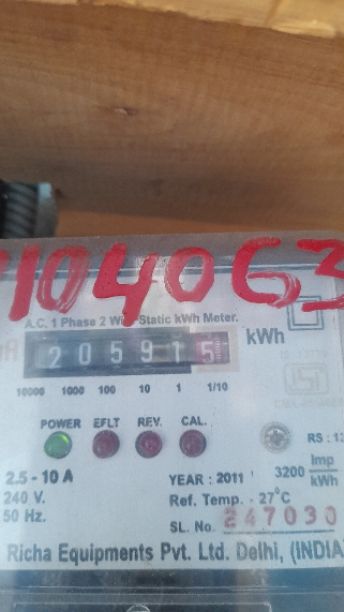 104063
A.C. 1 Phase 2 Wire Static kWh Meter.
205915 kWh
10000 1000 100 10 1 1/10
POWER EFLT REV. CAL.
2.5 - 10 A
240 V.
50 Hz.
YEAR : 2011
3200 Imp/kWh
Ref. Temp. - 27°C
SL. No. 247030
Richa Equipments Pvt. Ltd. Delhi, (INDIA)